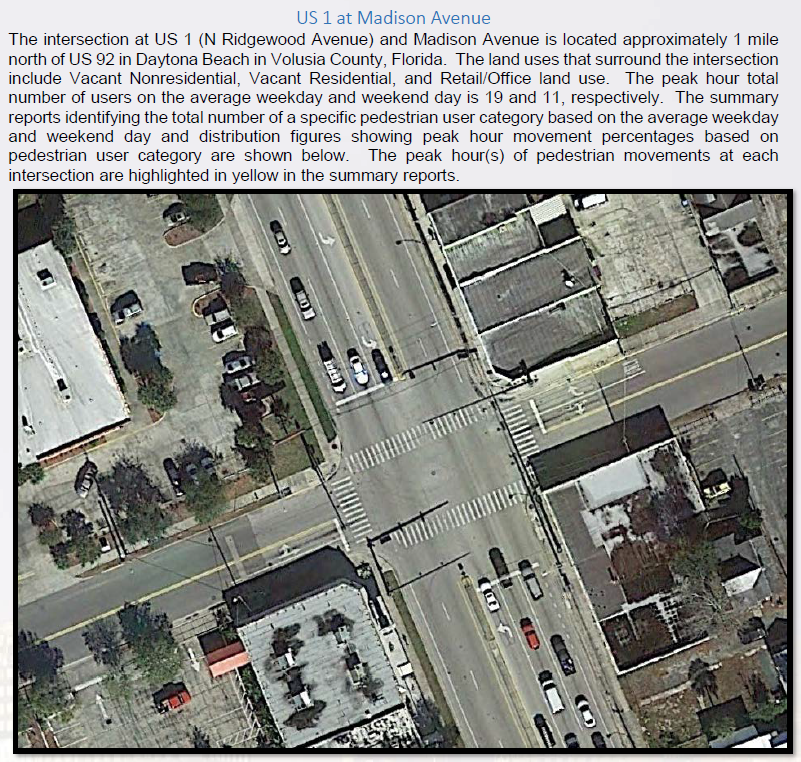 US 1 at Madison Avenue
The intersection at US 1 (N Ridgewood Avenue) and Madison Avenue is located approximately 1 mile
north of US 92 in Daytona Beach in Volusia County, Florida. The land uses that surround the intersection
include Vacant Nonresidential, Vacant Residential, and Retail/Office land use. The peak hour total
number of users on the average weekday and weekend day is 19 and 11, respectively. The summary
reports identifying the total number of a specific pedestrian user category based on the average weekday
and weekend day and distribution figures showing peak hour movement percentages based on
pedestrian user category are shown below. The peak hour(s) of pedestrian movements at each
intersection are highlighted in yellow in the summary reports.